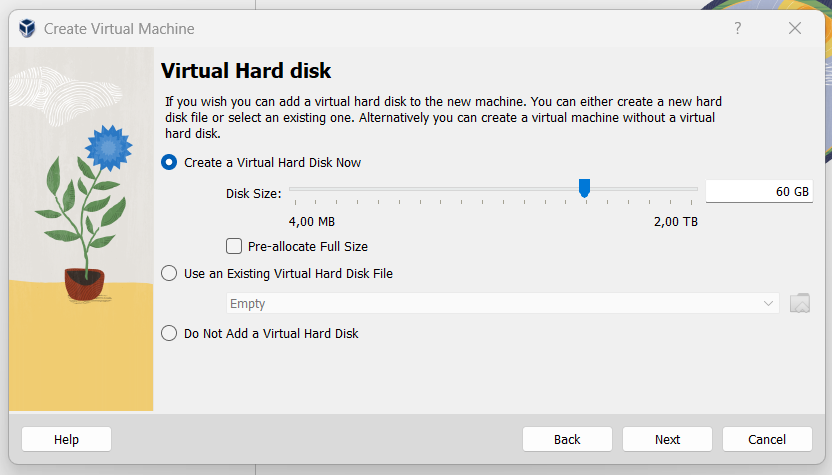 Create Virtual Machine
?
Virtual Hard disk
If you wish you can add a virtual hard disk to the new machine. You can either create a new hard
disk file or select an existing one. Alternatively you can create a virtual machine without a virtual
hard disk.
Create a Virtual Hard Disk Now
Disk Size:
60 GB
4,00 MB
2,00 TB
Pre-allocate Full Size
Use an Existing Virtual Hard Disk File
Empty
Do Not Add a Virtual Hard Disk
Help
Back
Next
Cancel